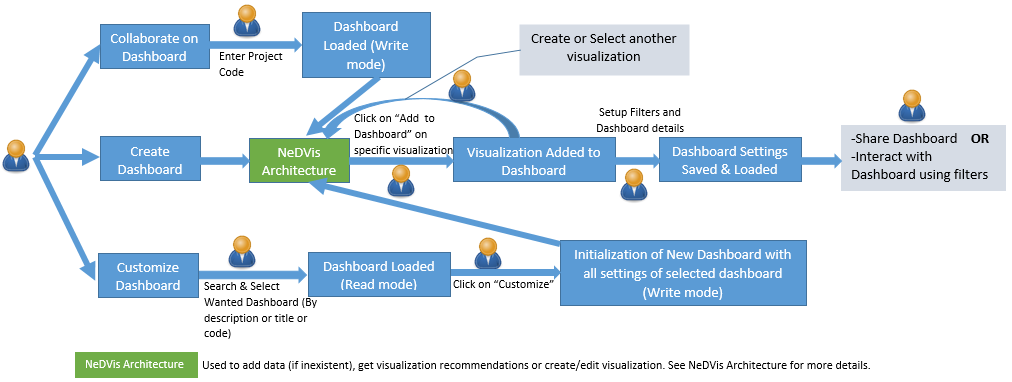 Collaborate on
Dashboard
Enter Project
Code
Dashboard
Loaded (Write
mode)
Create or Select another
visualization
Create
Dashboard
NeDVis
Architecture
Click on “Add to
Dashboard” on
specific visualization
Visualization Added to
Dashboard
Setup Filters and
Dashboard details
Dashboard Settings
Saved & Loaded
-Share Dashboard OR
-Interact with
Dashboard using filters
Customize
Dashboard
Search & Select
Wanted Dashboard (By
description or title or
code)
Dashboard Loaded
(Read mode)
Click on “Customize”
Initialization of New Dashboard with
all settings of selected dashboard
(Write mode)
NeDVis Architecture Used to add data (if inexistent), get visualization recommendations or create/edit visualization. See NeDVis Architecture for more details.